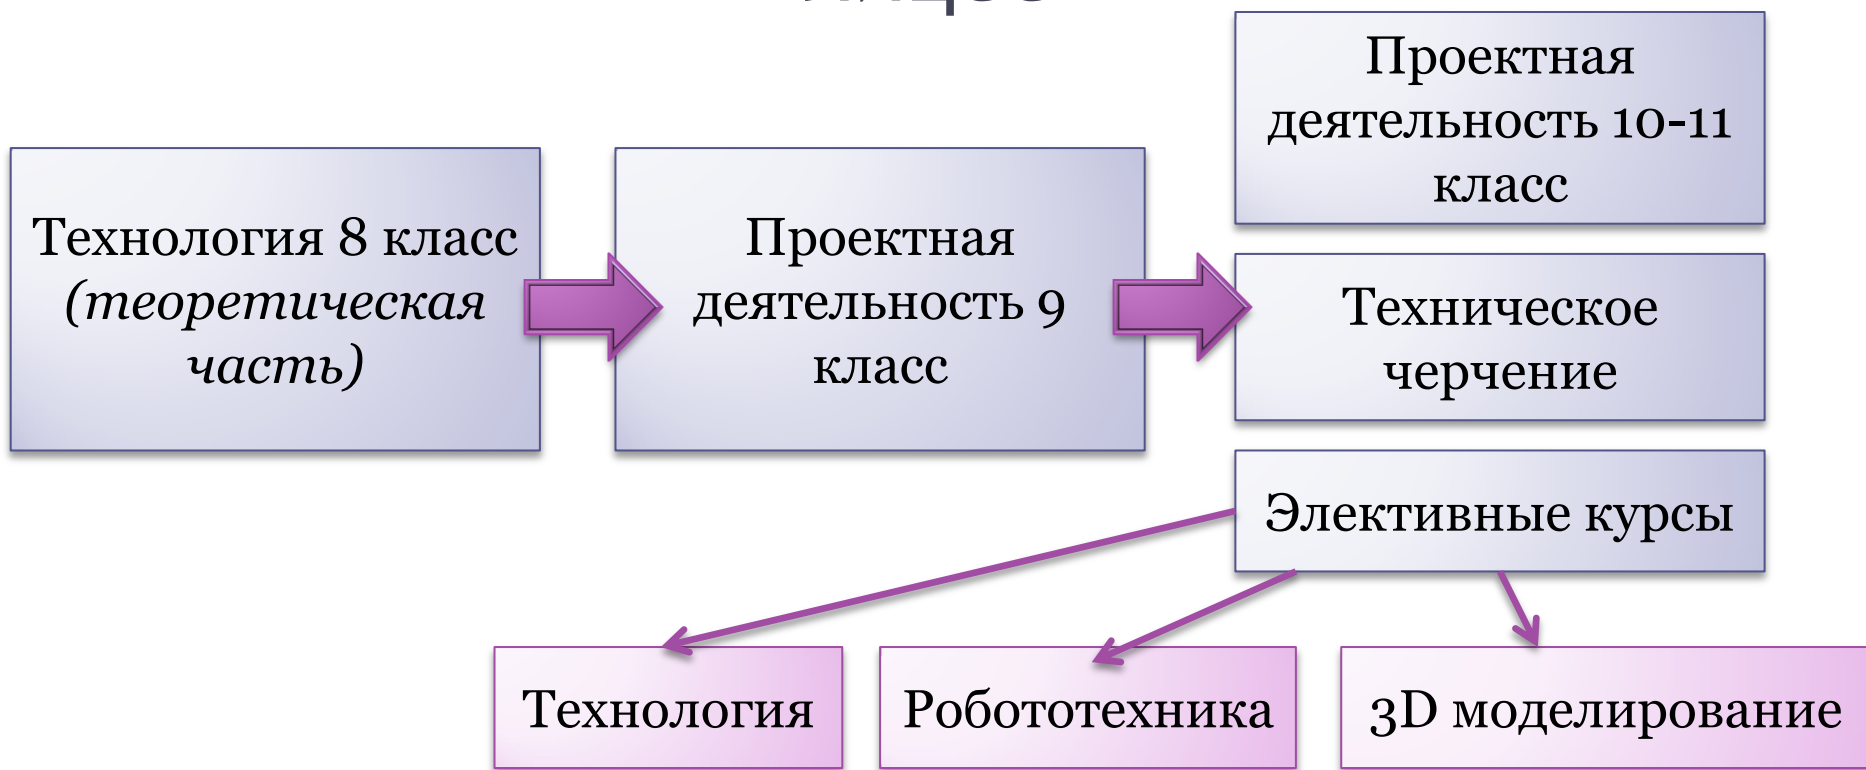 Технология 8 класс
(теоретическая
часть)
Проектная
деятельность 9
класс
Проектная
деятельность 10-11
класс
Техническое
черчение
Элективные курсы
Технология
Робототехника
3D моделирование